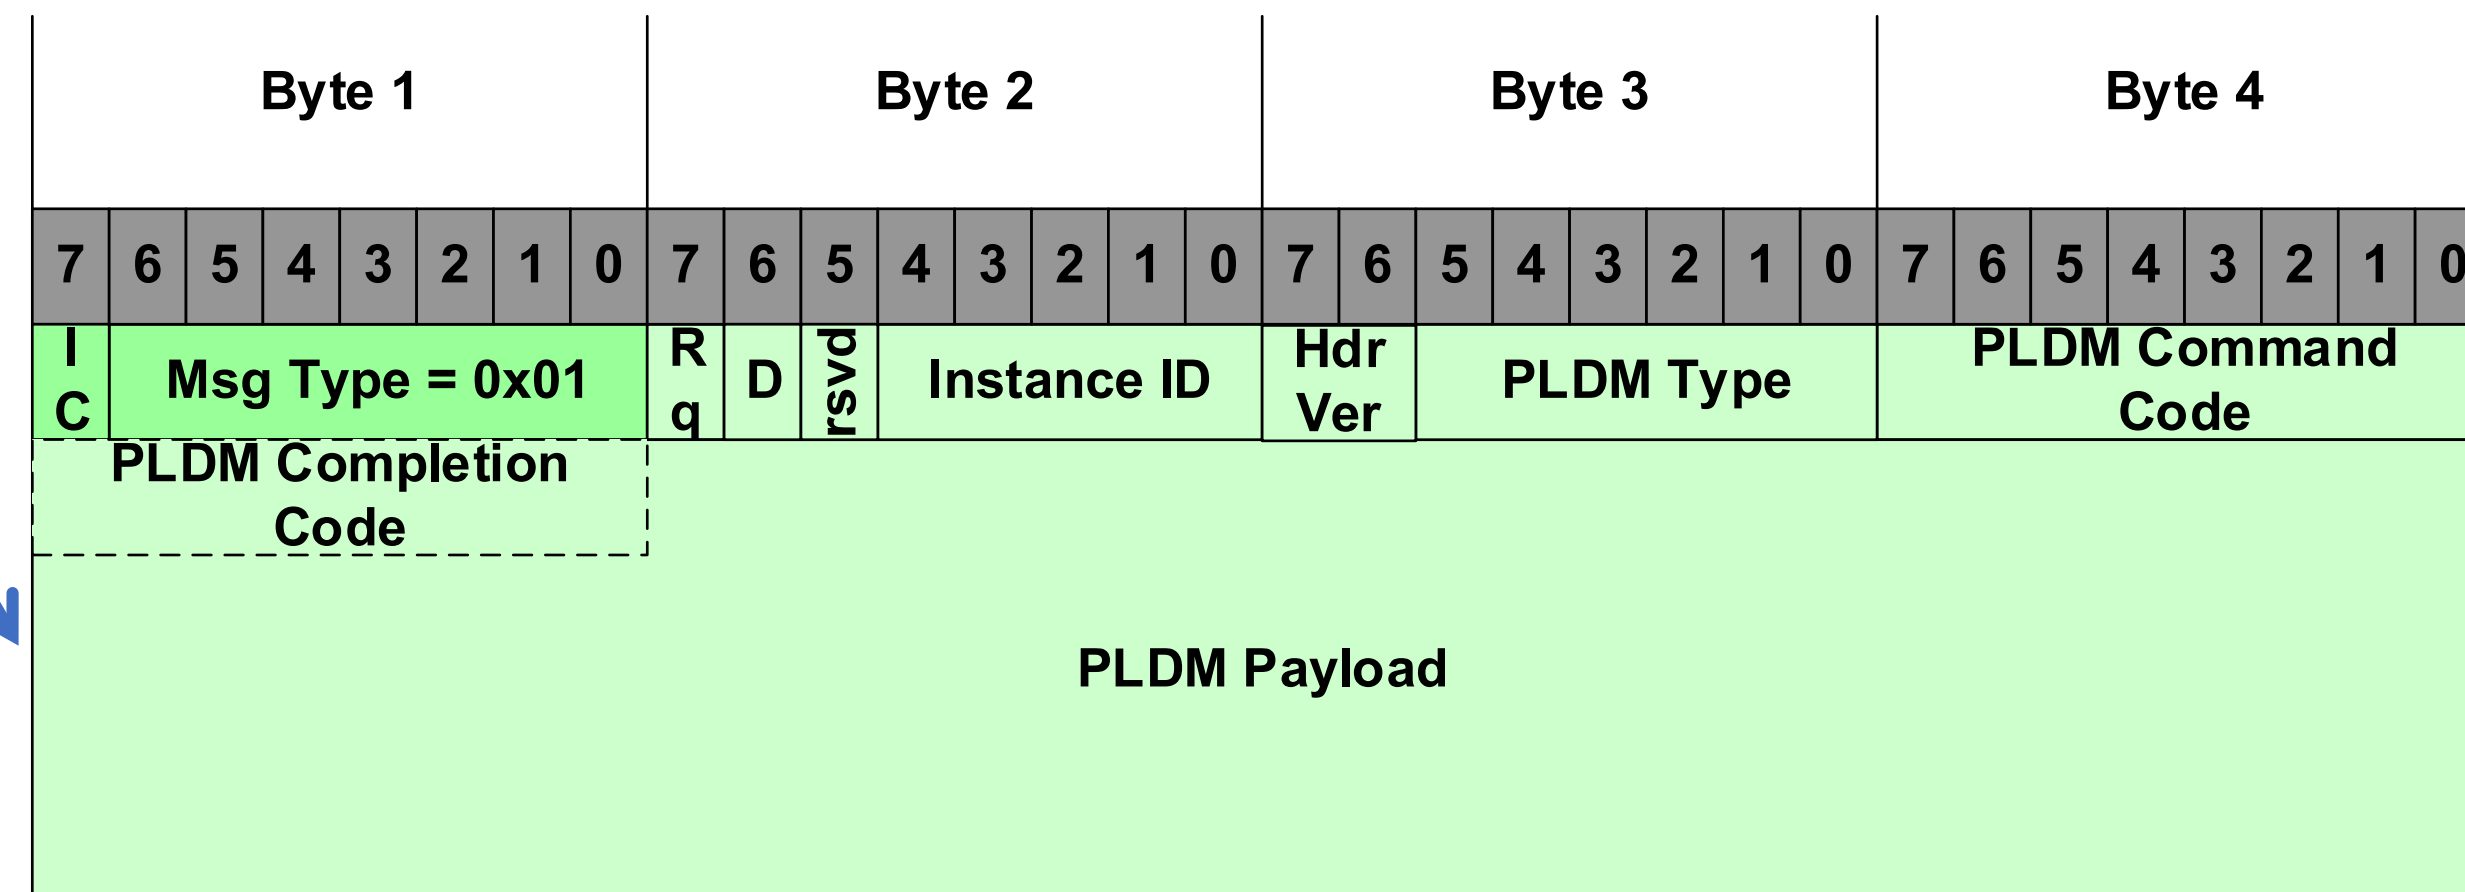 Byte 1 Byte 2 Byte 3 Byte 4
7 6 5 4 3 2 1 0 7 6 5 4 3 2 1 0 7 6 5 4 3 2 1 0 7 6 5 4 3 2 1 0
IC Msg Type = 0x01 Rq D rsvd Instance ID Hdr Ver PLDM Type PLDM Command Code
PLDM Completion
Code
PLDM Payload